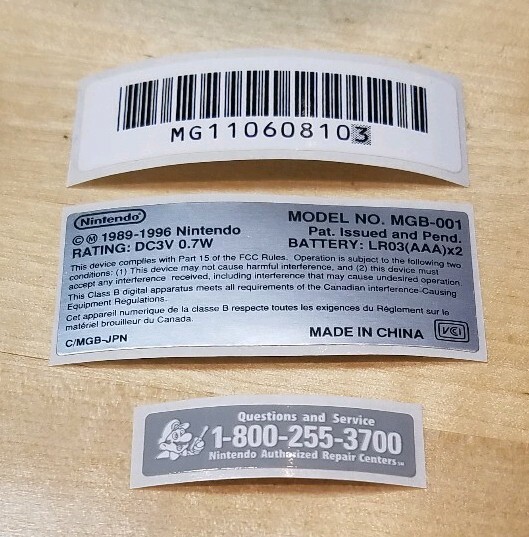 MG110608103
Nintendo
©Ⓜ 1989-1996 Nintendo
RATING: DC3V 0.7W
MODEL NO. MGB-001
Pat. Issued and Pend.
BATTERY: LR03(AAA)x2
This device complies with Part 15 of the FCC Rules. Operation is subject to the following two
conditions: (1) This device may not cause harmful interference, and (2) this device must
accept any interference received, including interference that may cause undesired operation.
This Class B digital apparatus meets all requirements of the Canadian interference-Causing
Equipment Regulations.
Cet appareil numerique de la classe B respecte toutes les exigences du Règlement sur le
matériel brouilleur du Canada.
C/MGB-JPN
MADE IN CHINA
VCI
Questions and Service
1-800-255-3700
Nintendo Authorized Repair Centers℠